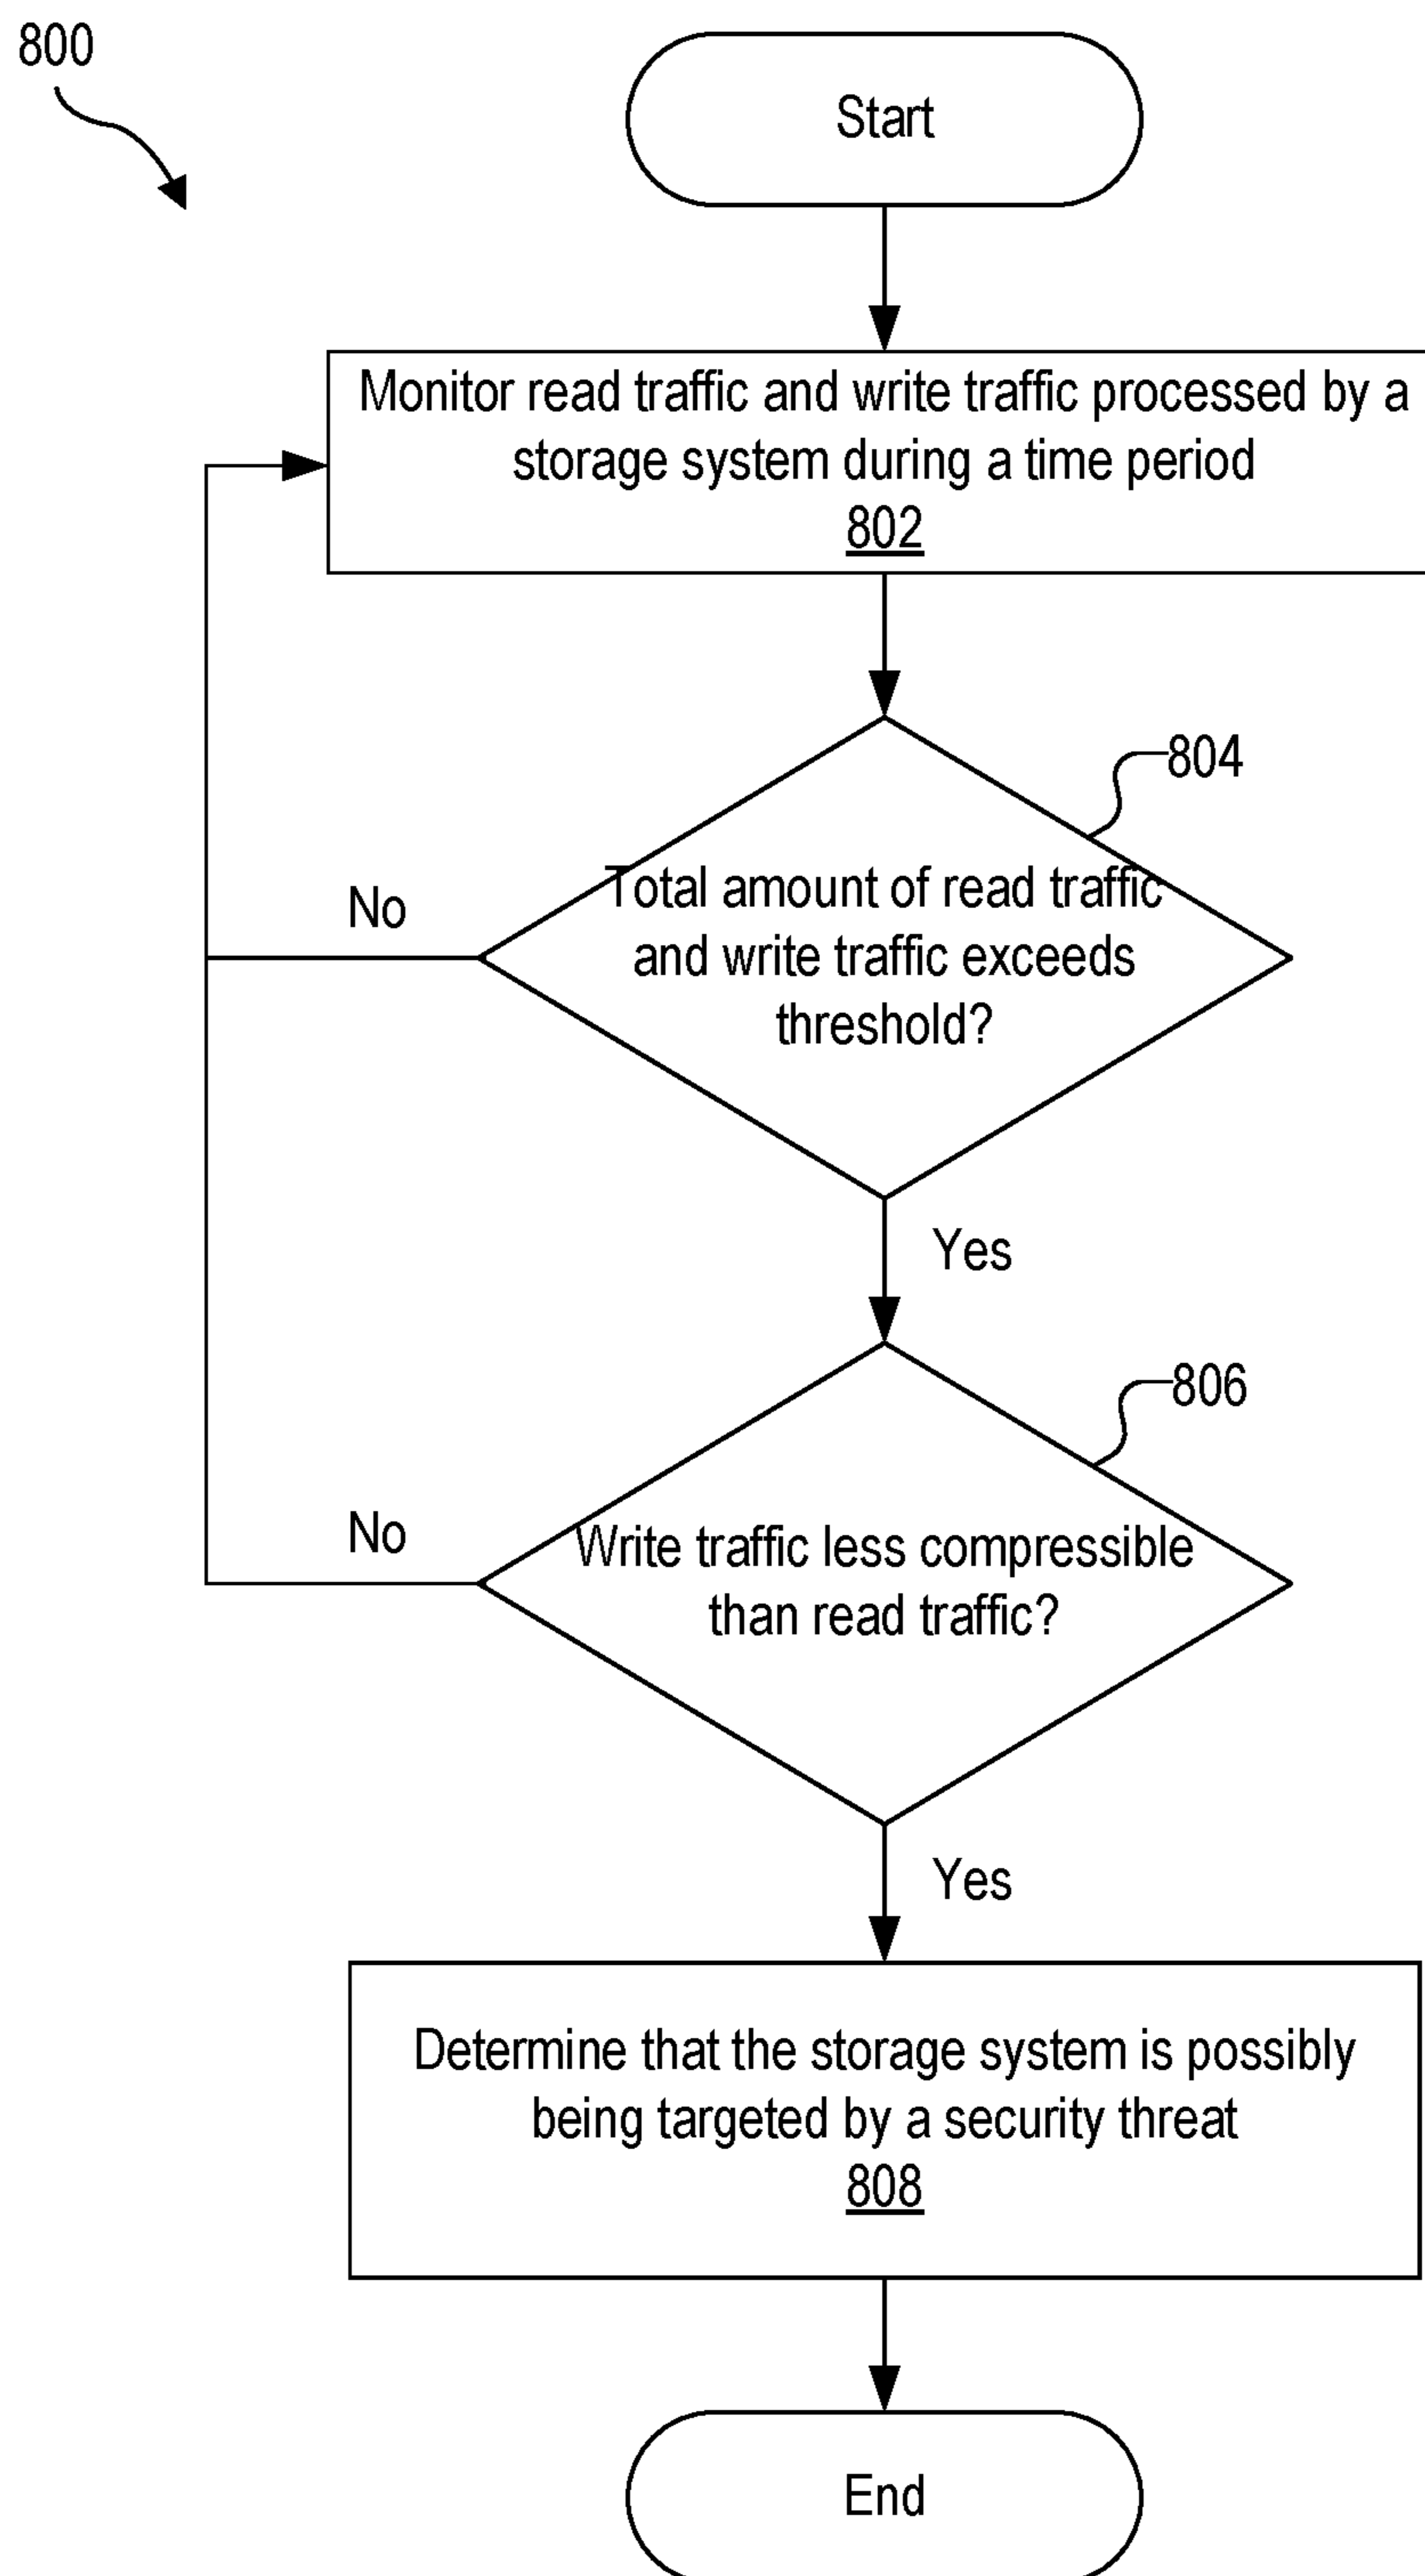 800
Start
Monitor read traffic and write traffic processed by a
storage system during a time period
802
804
Total amount of read traffic
and write traffic exceeds
threshold?
No
Yes
806
Write traffic less compressible
than read traffic?
No
Yes
Determine that the storage system is possibly
being targeted by a security threat
808
End